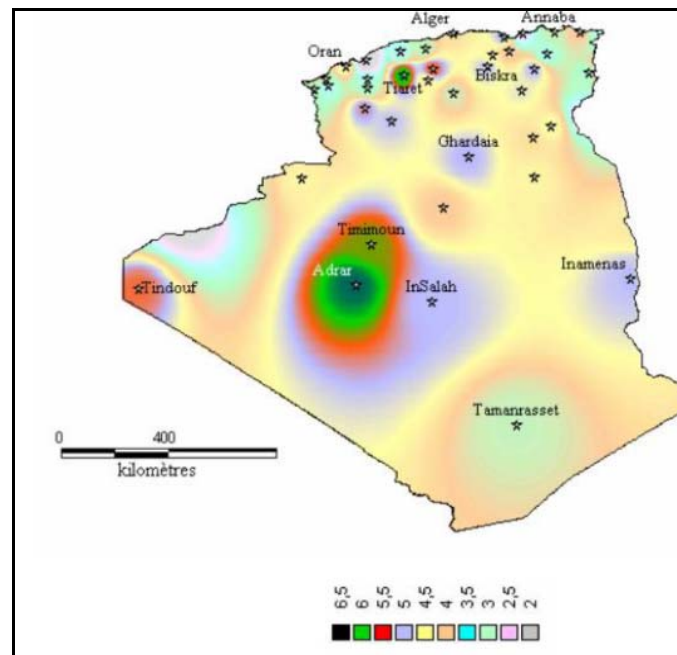 Alger
Annaba
Oran
Tiaret
Biskra
Ghardaia
Timimoun
Adrar
Tindouf
InSalah
Inamenas
Tamanrasset
0 400
kilomètres
6,5 6 5,5 5 4,5 4 3,5 3 2,5 2